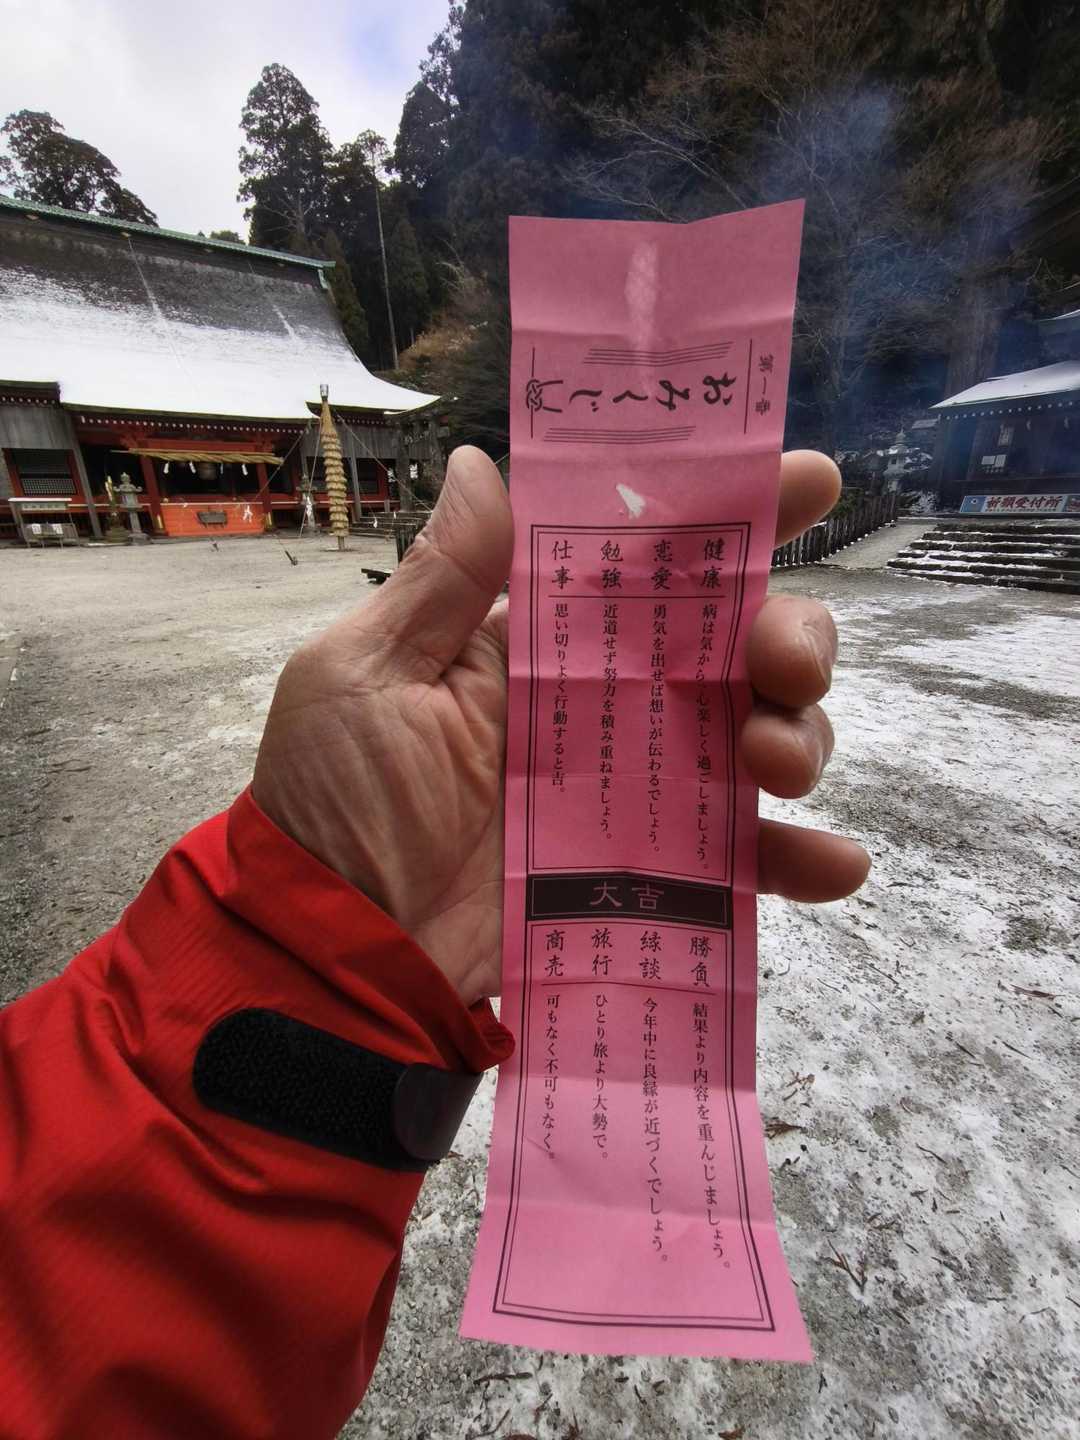 第一番
おみくじ
健康
病は気から、心楽しく過ごしましょう。
恋愛
勇気を出せば想いが伝わるでしょう。
勉強
近道せず努力を積み重ねましょう。
仕事
思い切りよく行動すると吉。
大吉
勝負
結果より内容を重んじましょう。
縁談
今年中に良縁が近づくでしょう。
旅行
ひとり旅より大勢で。
商売
可もなく不可もなく。
祈願受付所